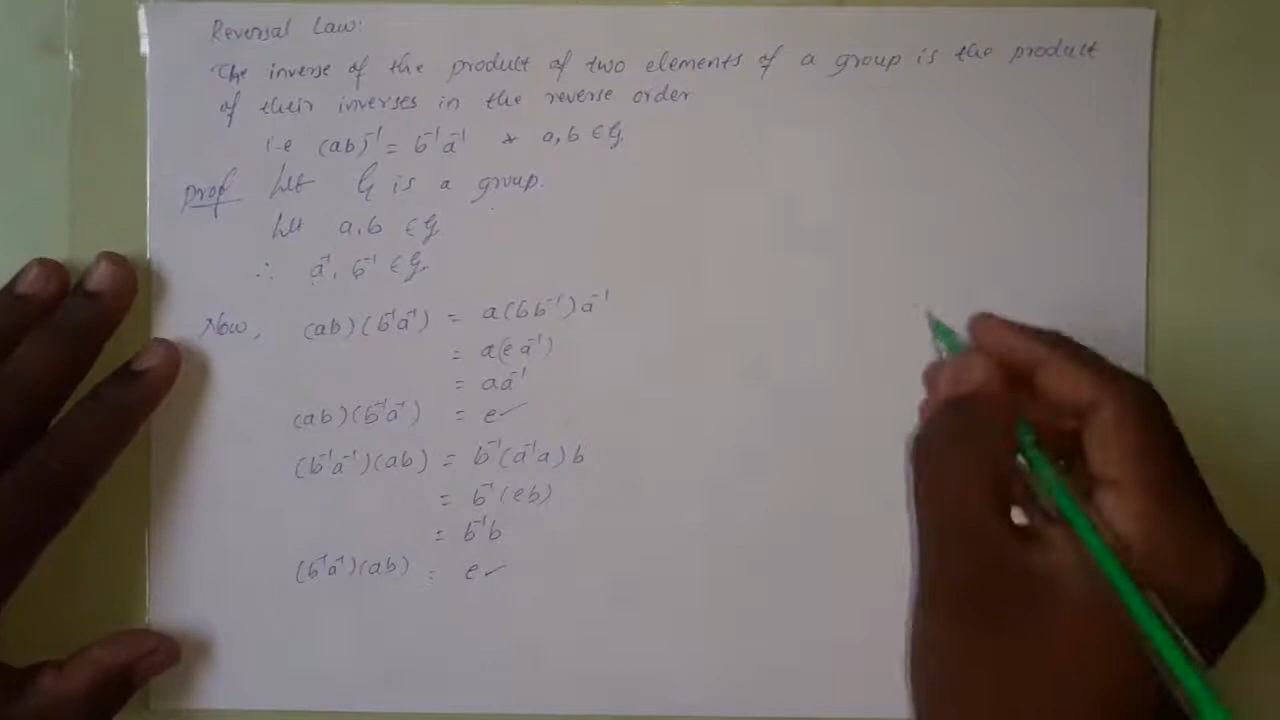 Reversal Law:
The inverse of the product of two elements of a group is the product
of their inverses in the reverse order
i.e (ab)⁻¹ = b⁻¹a⁻¹ ∀ a,b ∈ G
Proof Let G is a group.
Let a,b ∈ G
∴ a⁻¹, b⁻¹ ∈ G.
Now, (ab)(b⁻¹a⁻¹) = a(bb⁻¹)a⁻¹
= a(ea⁻¹)
= aa⁻¹
(ab)(b⁻¹a⁻¹) = e✓
(b⁻¹a⁻¹)(ab) = b⁻¹(a⁻¹a)b
= b⁻¹(eb)
= b⁻¹b
(b⁻¹a⁻¹)(ab) = e✓